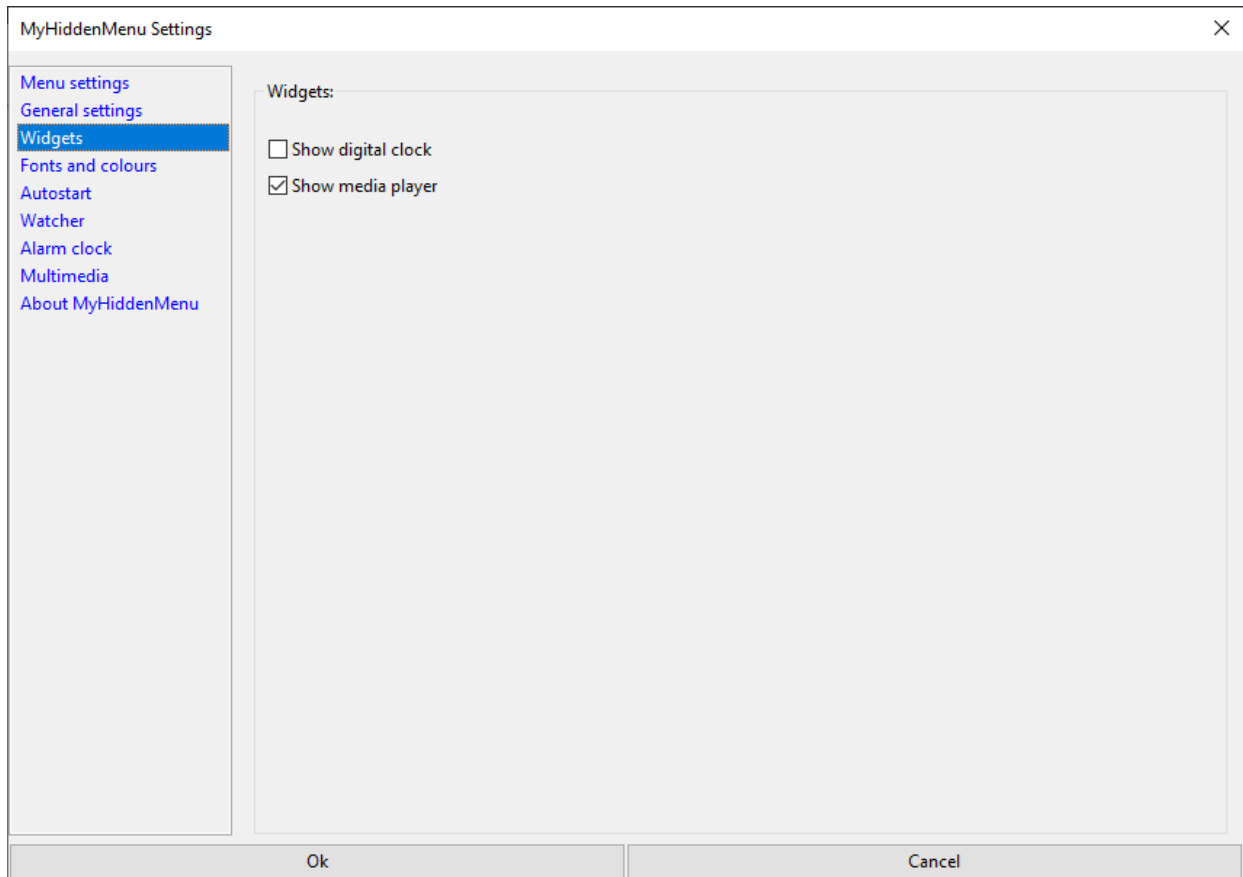 MyHiddenMenu Settings
Menu settings
General settings
Widgets
Fonts and colours
Autostart
Watcher
Alarm clock
Multimedia
About MyHiddenMenu
Widgets:
Show digital clock
Show media player
Ok
Cancel